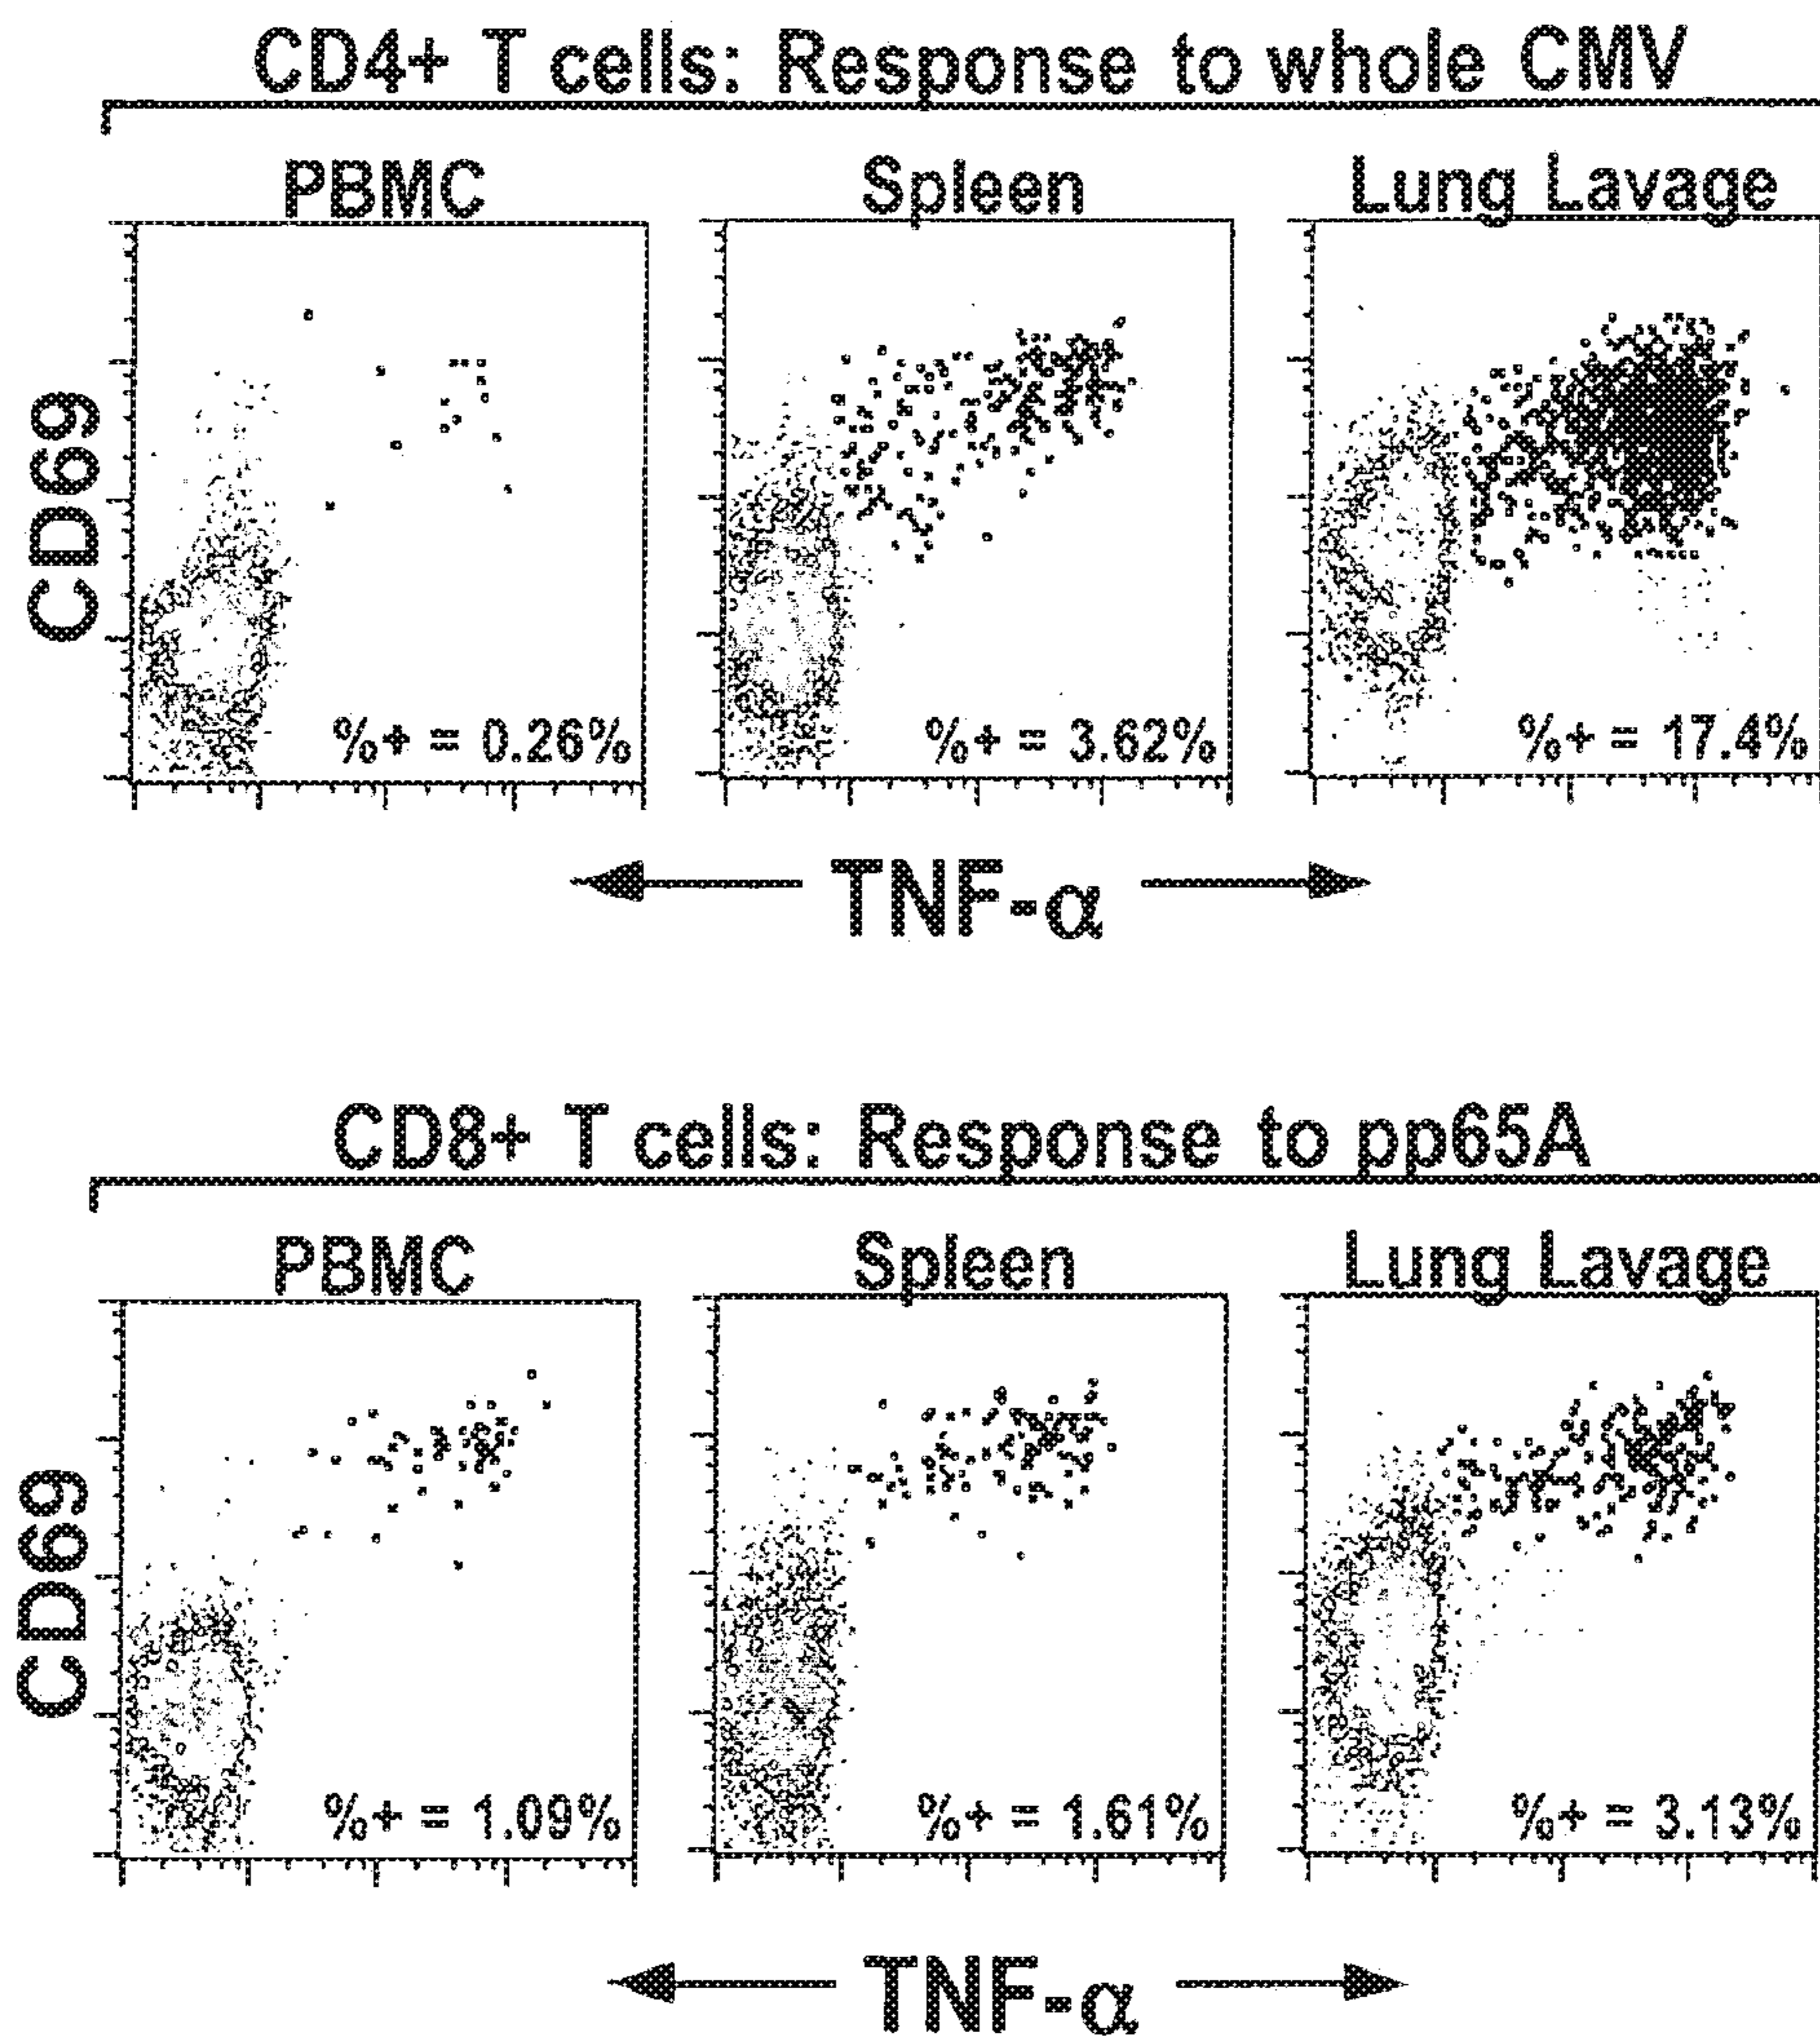 CD4+ T cells: Response to whole CMV
PBMC Spleen Lung Lavage
CD69
%+ = 0.26% %+ = 3.62% %+ = 17.4%
TNF-α
CD8+ T cells: Response to pp65A
PBMC Spleen Lung Lavage
CD69
%+ = 1.09% %+ = 1.61% %+ = 3.13%
TNF-α